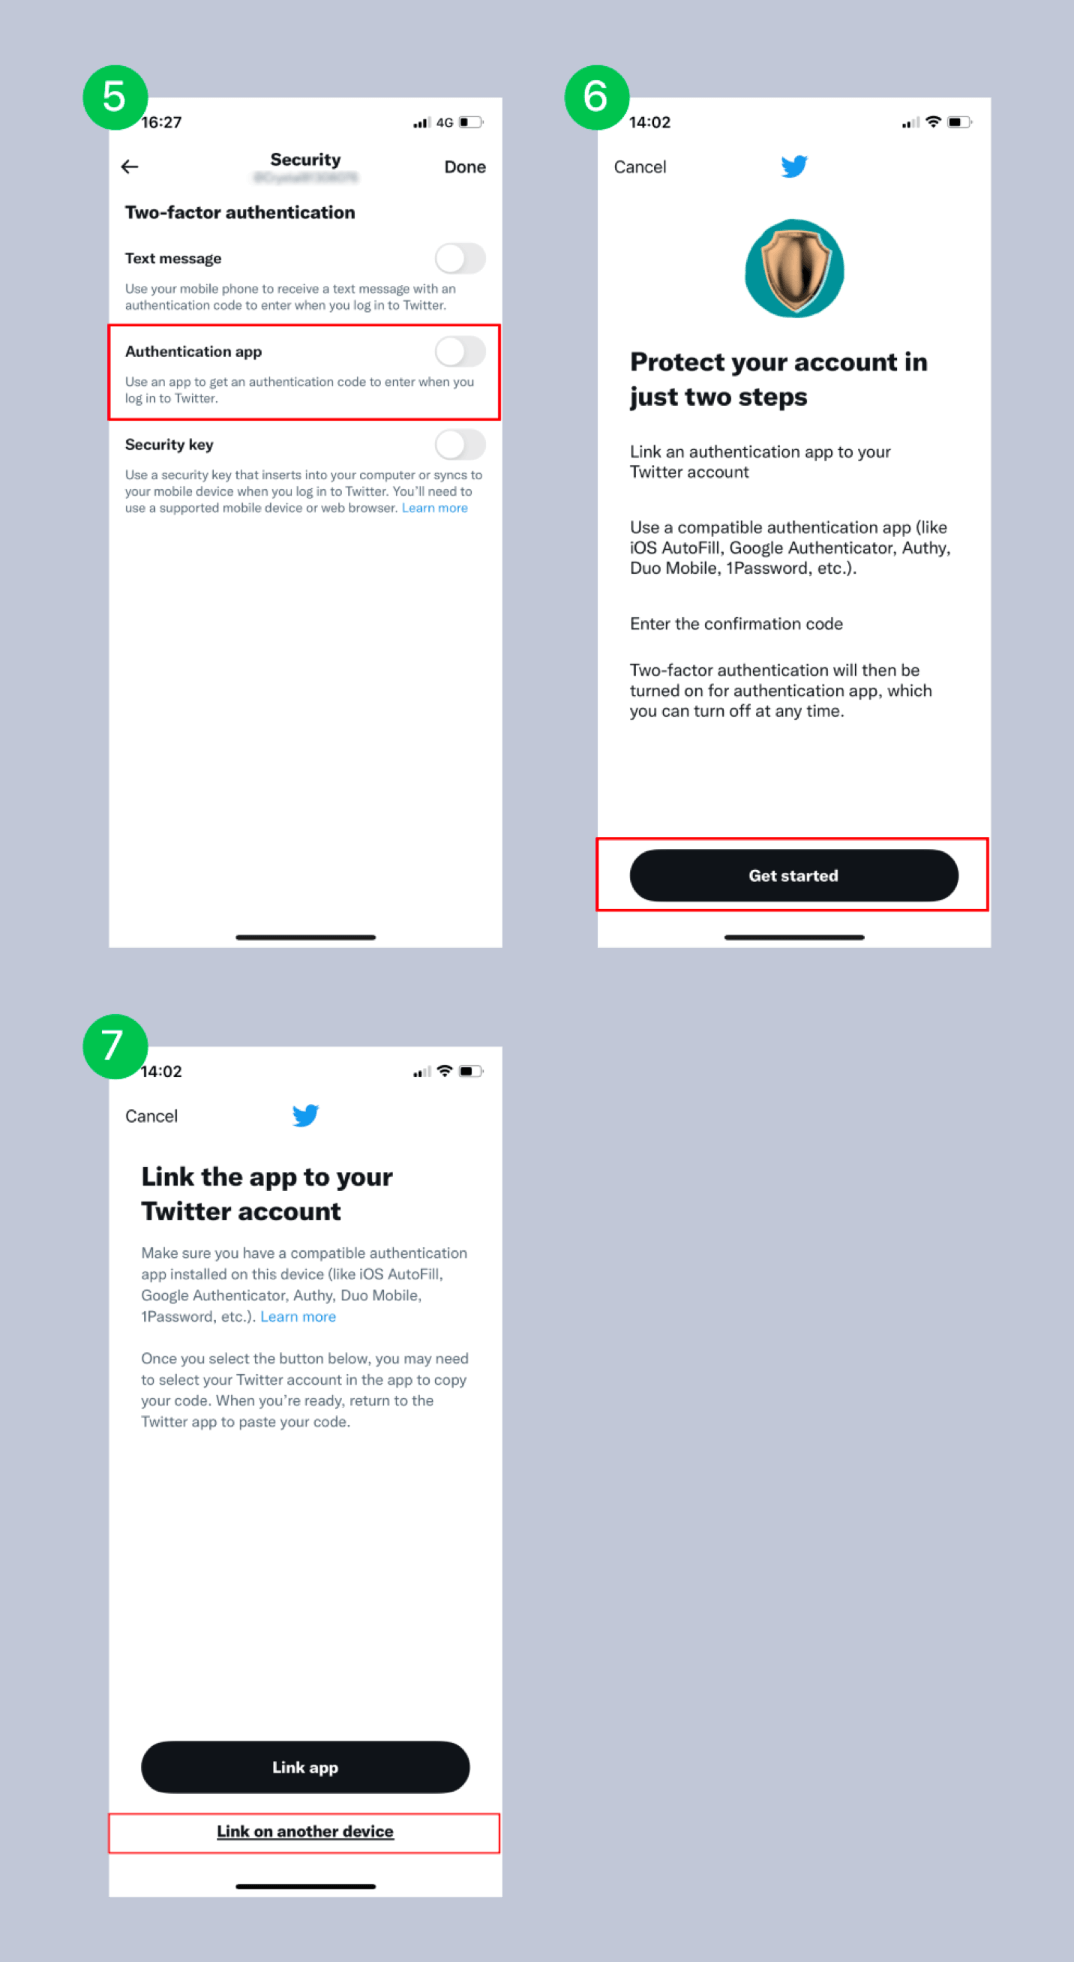 5
16:27
4G
Security
Done
Two-factor authentication
Text message
Use your mobile phone to receive a text message with an
authentication code to enter when you log in to Twitter.
Authentication app
Use an app to get an authentication code to enter when you
log in to Twitter.
Security key
Use a security key that inserts into your computer or syncs to
your mobile device when you log in to Twitter. You'll need to
use a supported mobile device or web browser. Learn more
6
14:02
Cancel
Protect your account in
just two steps
Link an authentication app to your
Twitter account
Use a compatible authentication app (like
iOS AutoFill, Google Authenticator, Authy,
Duo Mobile, 1Password, etc.).
Enter the confirmation code
Two-factor authentication will then be
turned on for authentication app, which
you can turn off at any time.
Get started
7
14:02
Cancel
Link the app to your
Twitter account
Make sure you have a compatible authentication
app installed on this device (like iOS AutoFill,
Google Authenticator, Authy, Duo Mobile,
1Password, etc.). Learn more
Once you select the button below, you may need
to select your Twitter account in the app to copy
your code. When you're ready, return to the
Twitter app to paste your code.
Link app
Link on another device